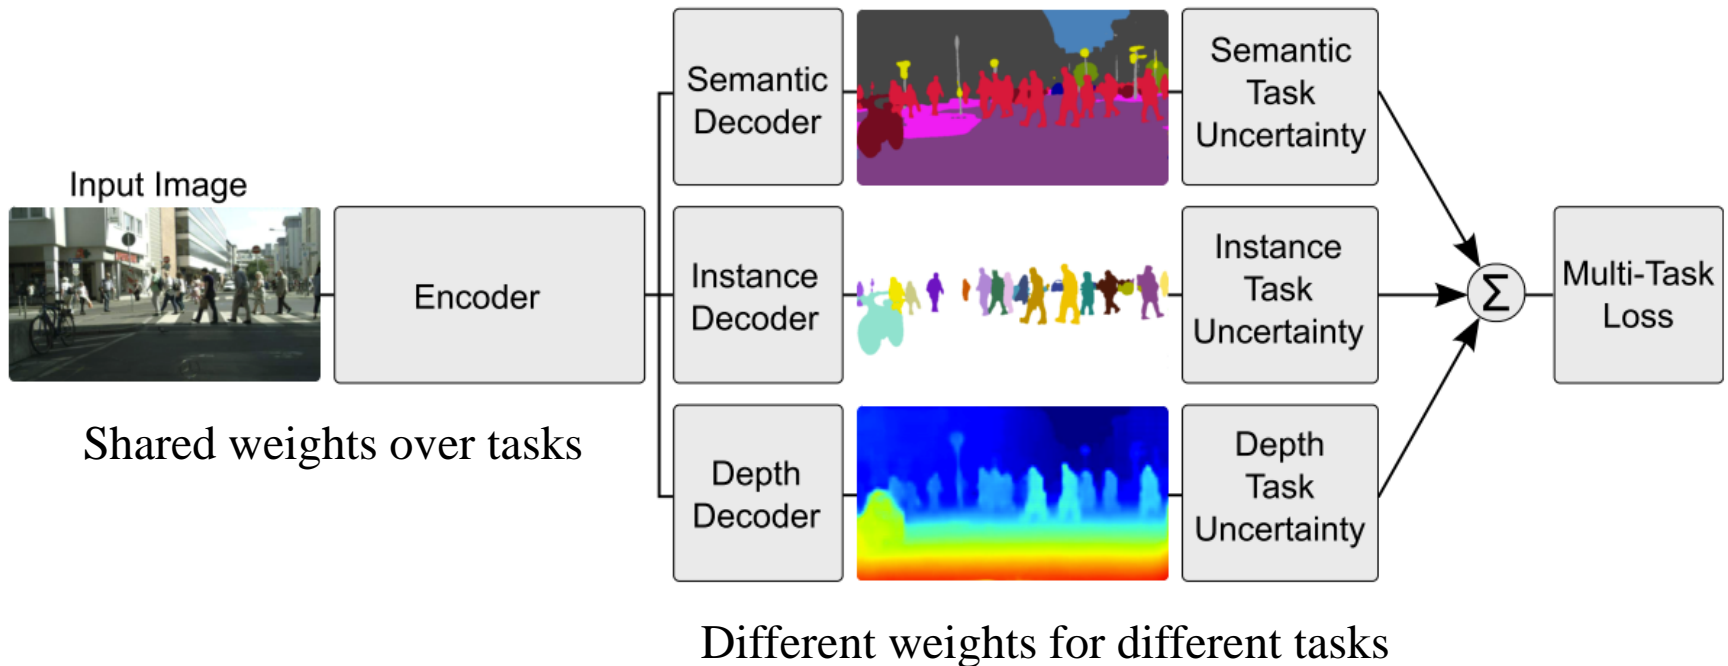 Input Image
Encoder
Shared weights over tasks
Semantic
Decoder
Instance
Decoder
Depth
Decoder
Semantic
Task
Uncertainty
Instance
Task
Uncertainty
Depth
Task
Uncertainty
Σ
Multi-Task
Loss
Different weights for different tasks